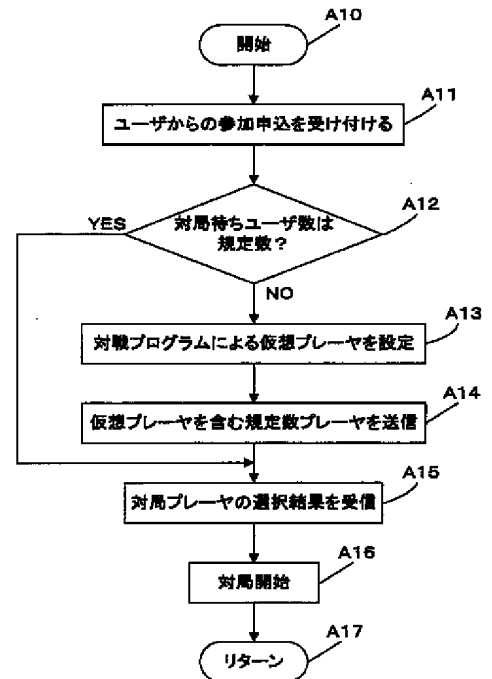 A10
開始
A11
ユーザからの参加申込を受け付ける
A12
対局待ちユーザ数は
規定数？
YES
NO
A13
対戦プログラムによる仮想プレーヤを設定
A14
仮想プレーヤを含む規定数プレーヤを送信
A15
対局プレーヤの選択結果を受信
A16
対局開始
A17
リターン